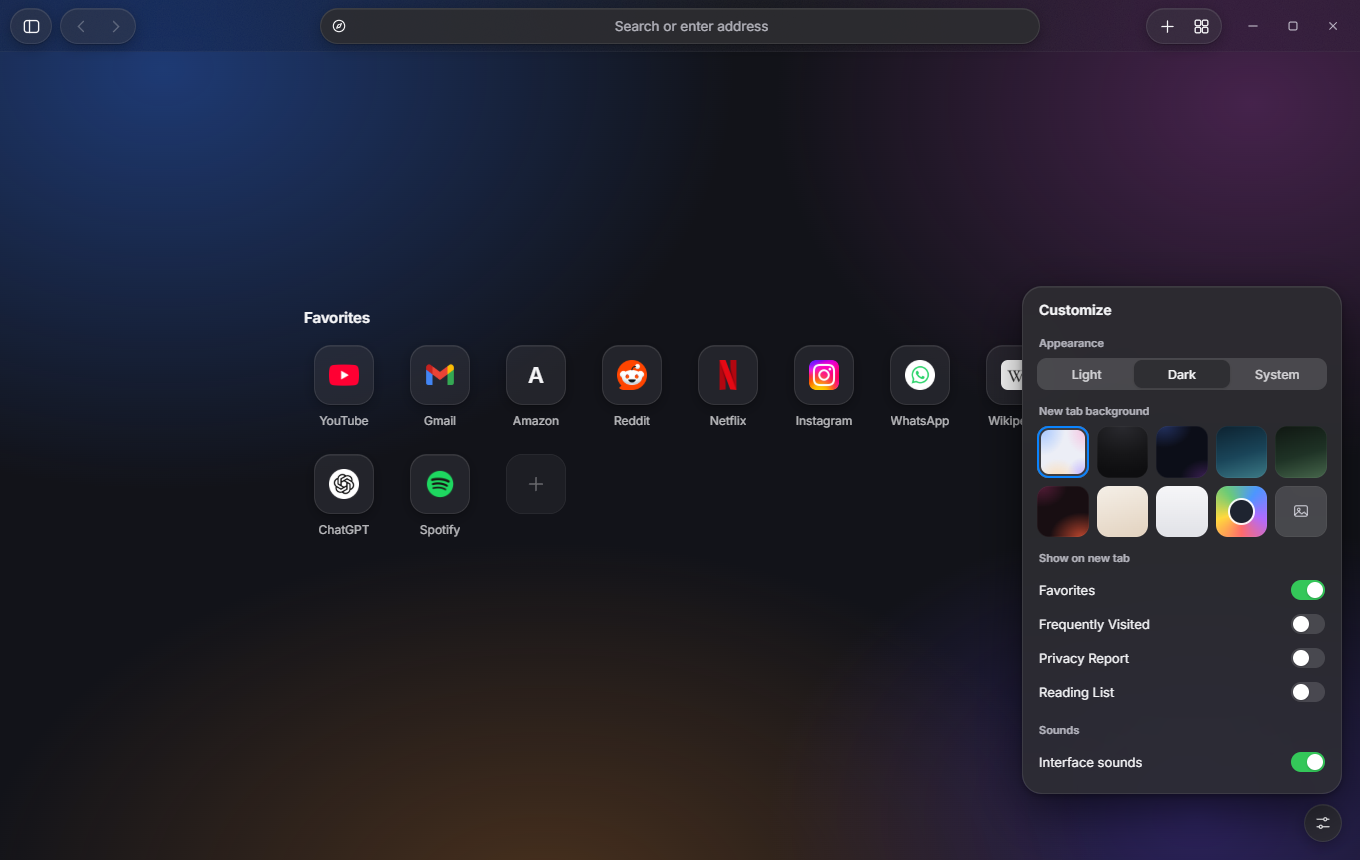 Search or enter address
Favorites
YouTube
Gmail
A
Amazon
Reddit
Netflix
Instagram
WhatsApp
W
Wikipe
ChatGPT
Spotify
Customize
Appearance
Light
Dark
System
New tab background
Show on new tab
Favorites
Frequently Visited
Privacy Report
Reading List
Sounds
Interface sounds